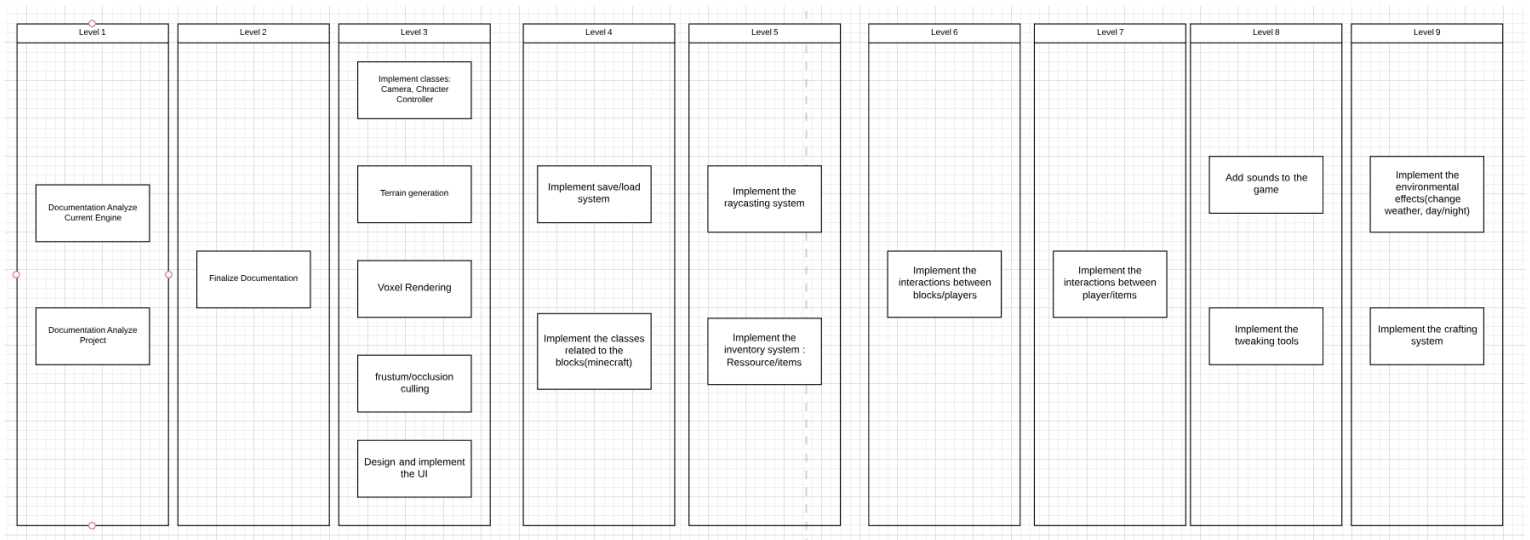 Level 1
Documentation Analyze
Current Engine
Documentation Analyze
Project
Level 2
Finalize Documentation
Level 3
Implement classes:
Camera, Chracter
Controller
Terrain generation
Voxel Rendering
frustum/occlusion
culling
Design and implement
the UI
Level 4
Implement save/load
system
Implement the classes
related to the
blocks(minecraft)
Level 5
Implement the
raycasting system
Implement the
inventory system :
Ressource/items
Level 6
Implement the
interactions between
blocks/players
Level 7
Implement the
interactions between
player/items
Level 8
Add sounds to the
game
Implement the
tweaking tools
Level 9
Implement the
environmental
effects(change
weather, day/night)
Implement the crafting
system